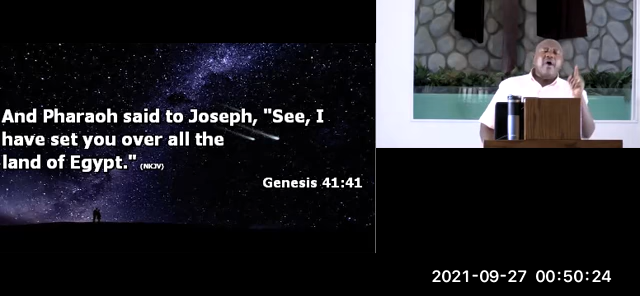 And Pharaoh said to Joseph, "See, I
have set you over all the
land of Egypt." (NKJV)
Genesis 41:41
2021-09-27 00:50:24